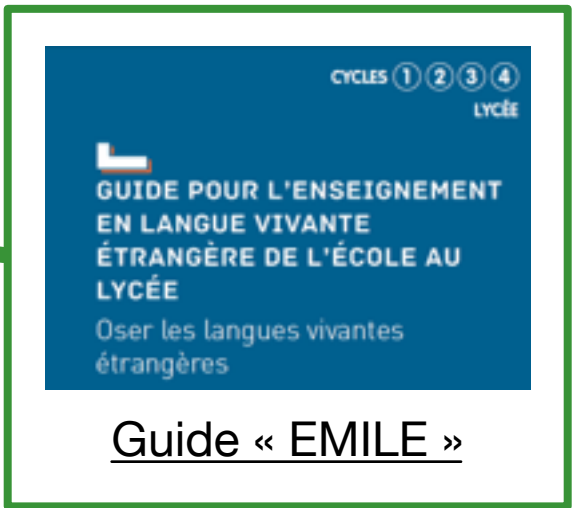 CYCLES 1 2 3 4
LYCÉE
GUIDE POUR L'ENSEIGNEMENT
EN LANGUE VIVANTE
ÉTRANGÈRE DE L'ÉCOLE AU
LYCÉE
Oser les langues vivantes
étrangères
Guide « EMILE »